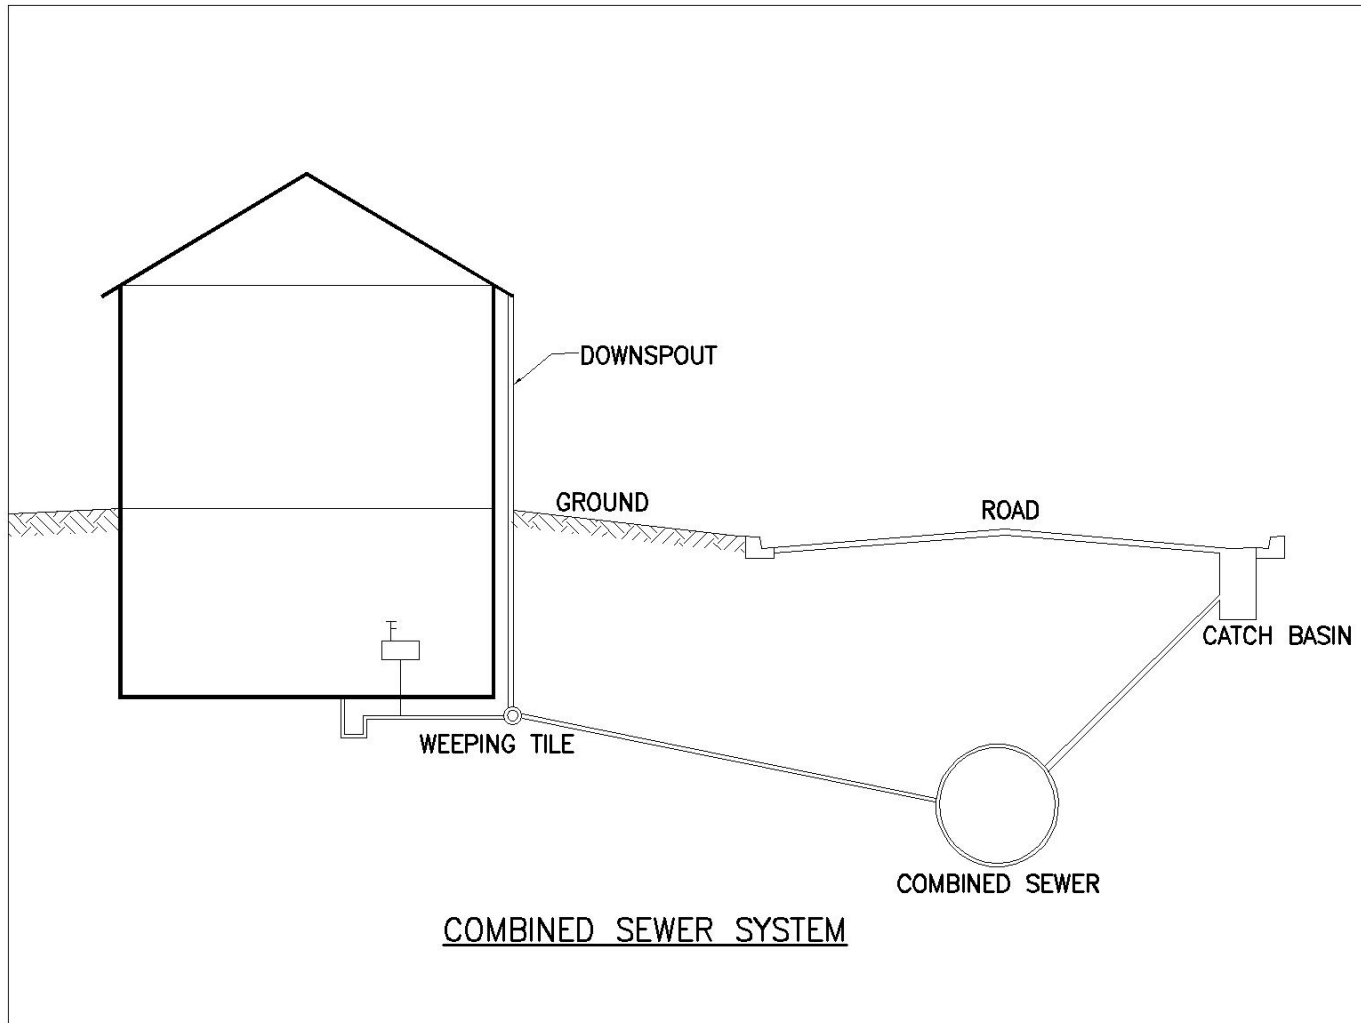 DOWNSPOUT
GROUND
ROAD
CATCH BASIN
WEEPING TILE
COMBINED SEWER
COMBINED SEWER SYSTEM